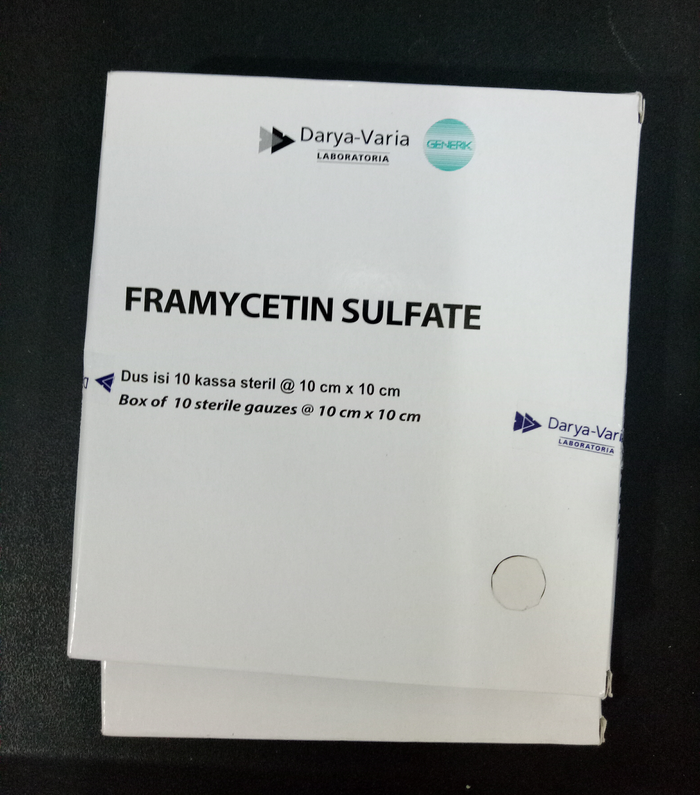 Darya-Varia
LABORATORIA
GENERIK
FRAMYCETIN SULFATE
Dus isi 10 kassa steril @ 10 cm x 10 cm
Box of 10 sterile gauzes @ 10 cm x 10 cm
Darya-Vari
LABORATORIA